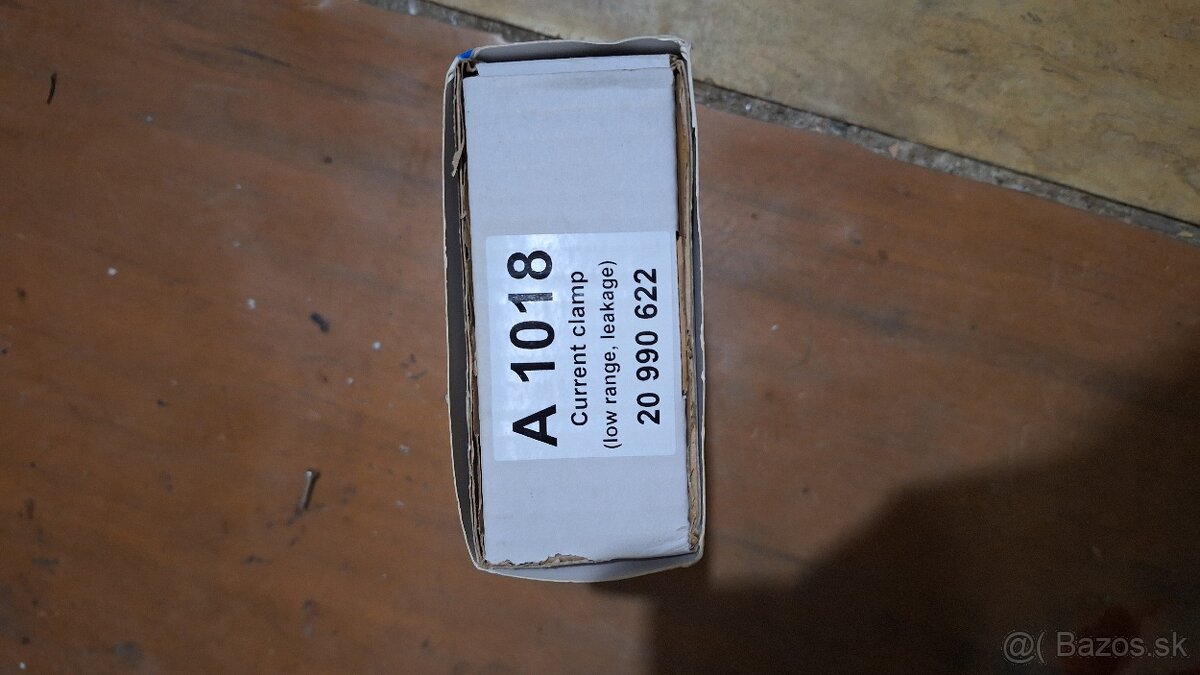 A 1018
Current clamp
(low range, leakage)
20 990 622
@( Bazos.sk